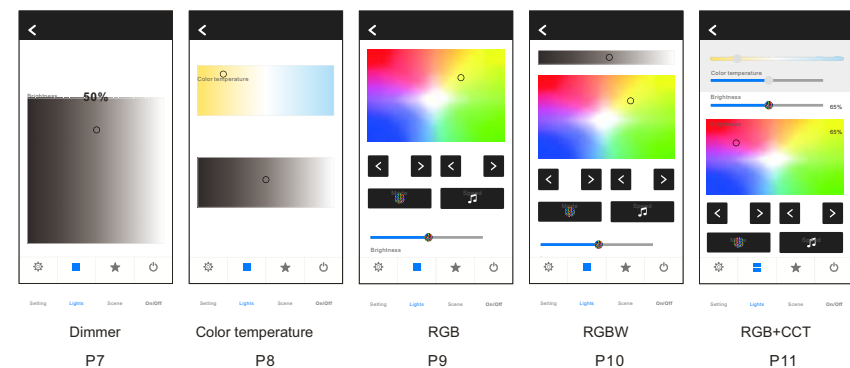 Brightness 50%
Color temperature
Color temperature
Brightness
65%
65%
Brightness
Setting Lights Scene On/Off
Setting Lights Scene On/Off
Setting Lights Scene On/Off
Setting Lights Scene On/Off
Setting Lights Scene On/Off
Dimmer
Color temperature
RGB
RGBW
RGB+CCT
P7
P8
P9
P10
P11